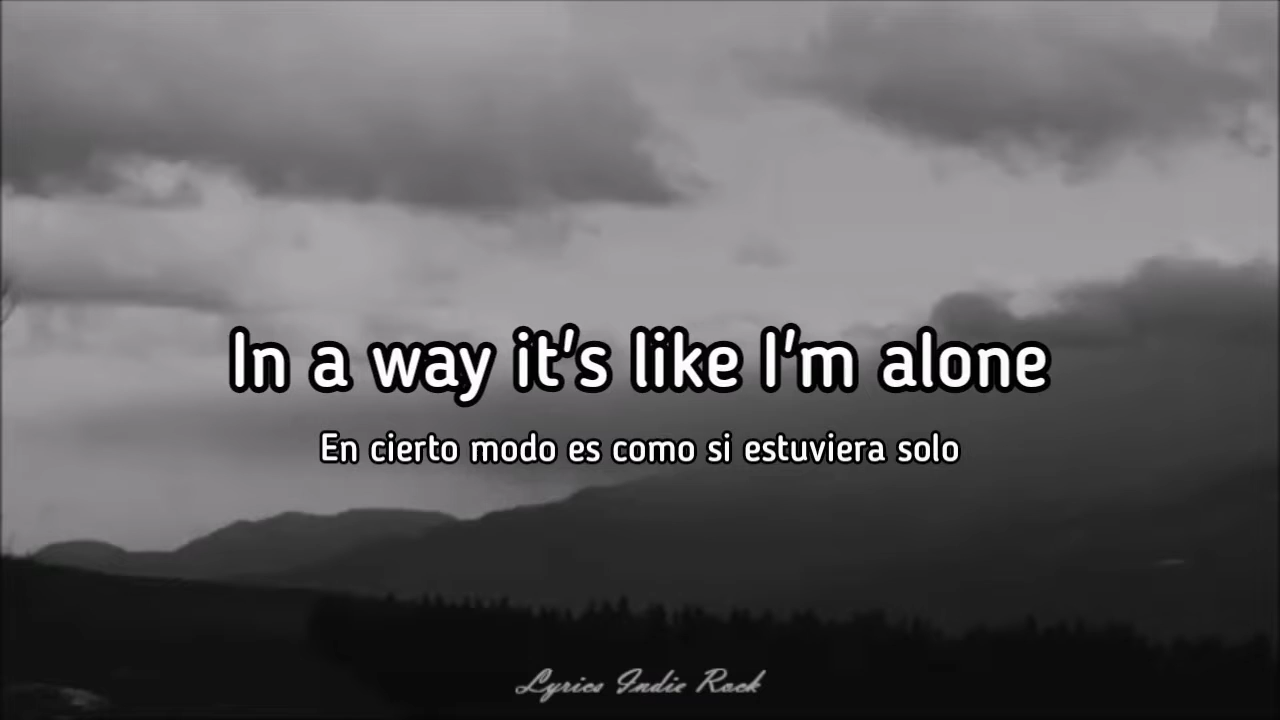 In a way it's like I'm alone
En cierto modo es como si estuviera solo
Lyrics Indie Rock